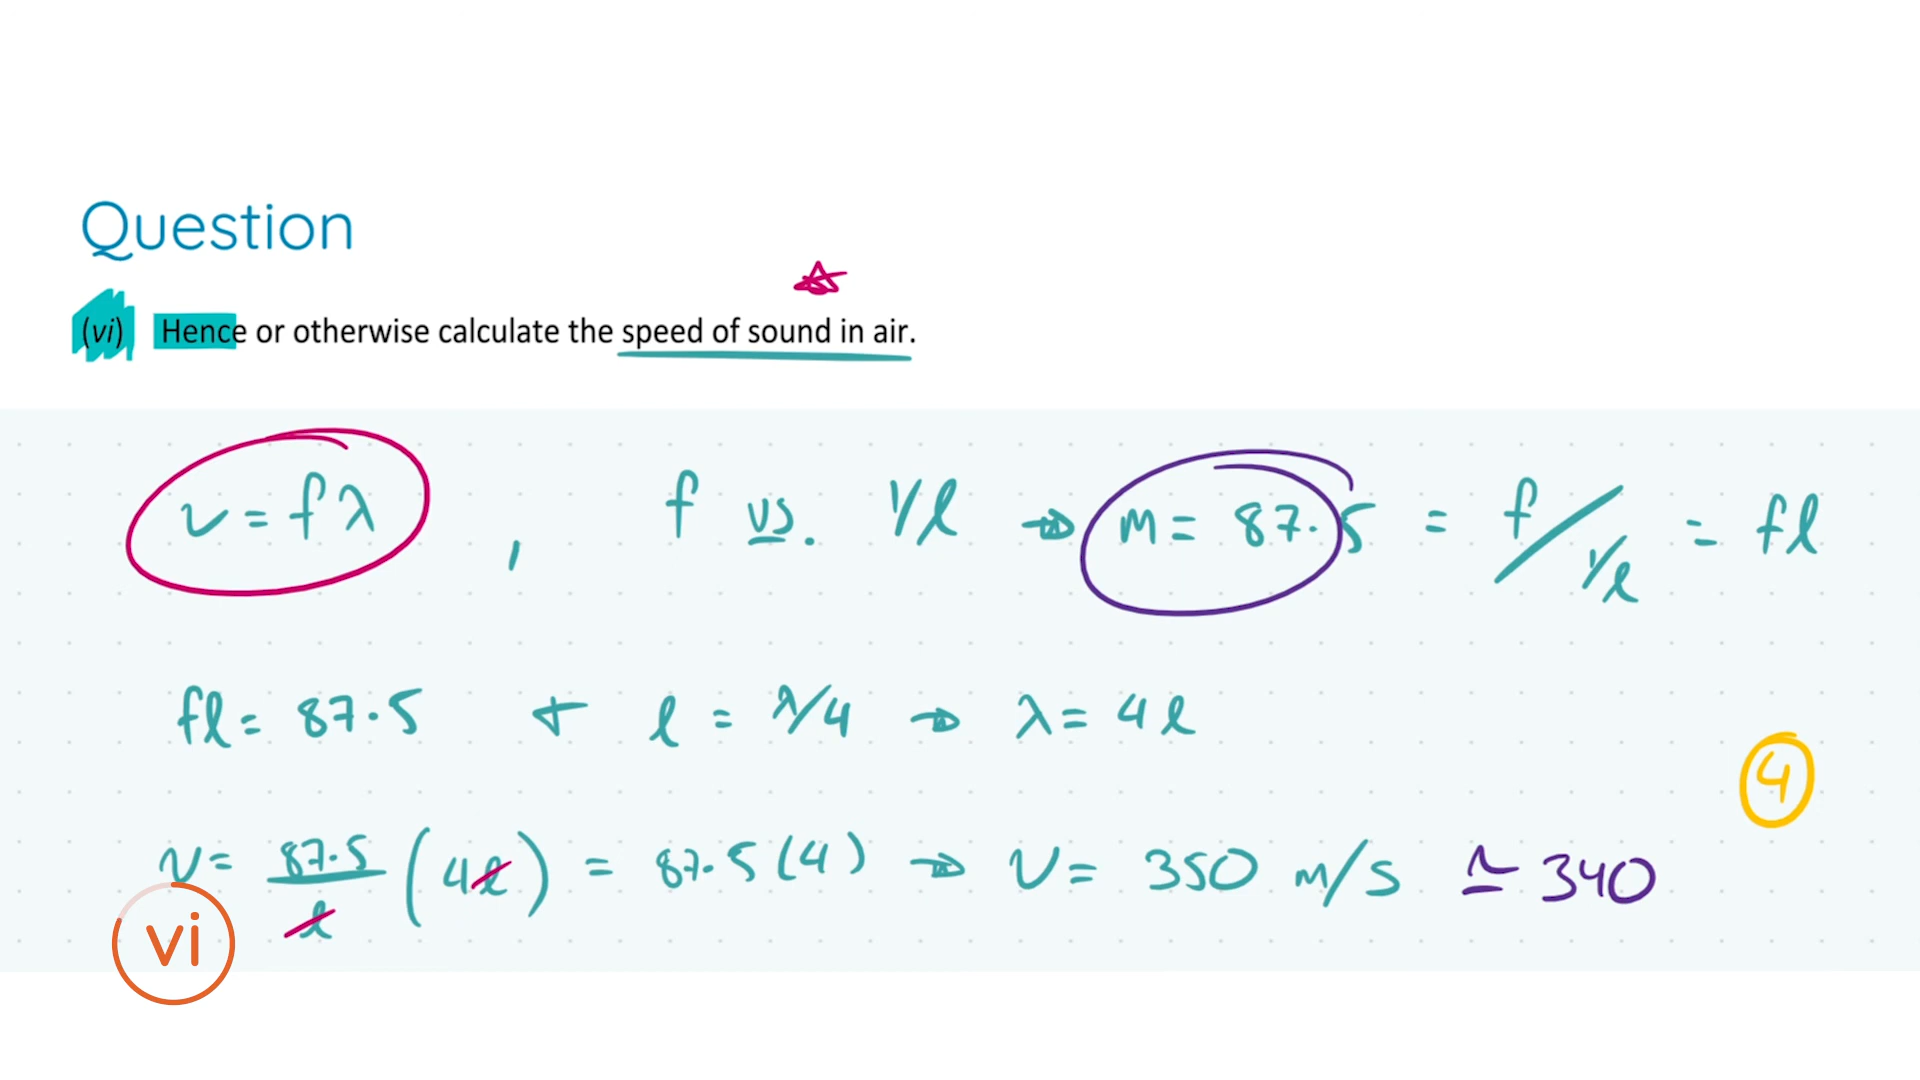 Question
(vi) Hence or otherwise calculate the speed of sound in air.
v = fλ , f vs. 1/l → m = 87.5 = f/1/l = fl
fl = 87.5 + l = λ/4 → λ = 4l
4
v = 87.5/l (4l) = 87.5(4) → v = 350 m/s ≃ 340
vi